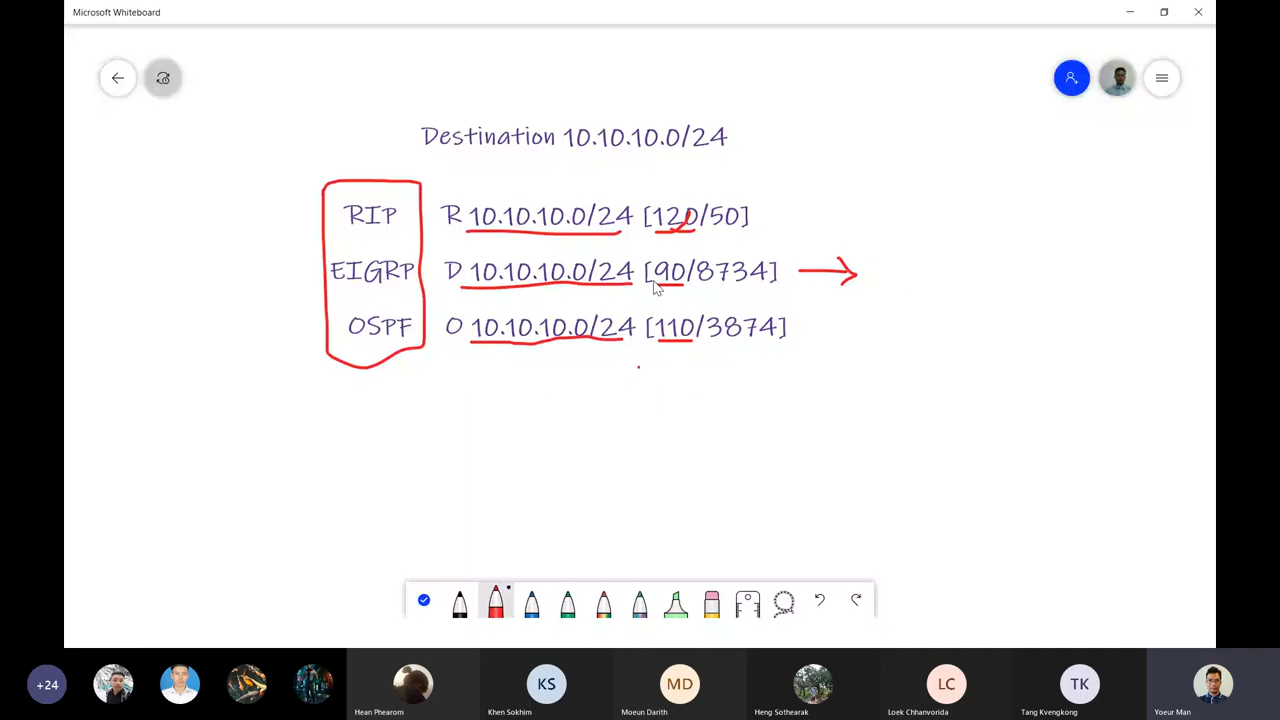 Microsoft Whiteboard
Destination 10.10.10.0/24
RIP R 10.10.10.0/24 [120/50]
EIGRP D 10.10.10.0/24 [90/8734]
OSPF O 10.10.10.0/24 [110/3874]
+24
KS
MD
LC
TK
Hean Phearom
Khen Sokhim
Moeun Darith
Heng Sothearak
Loek Chhanvorida
Tang Kvengkong
Yoeur Man